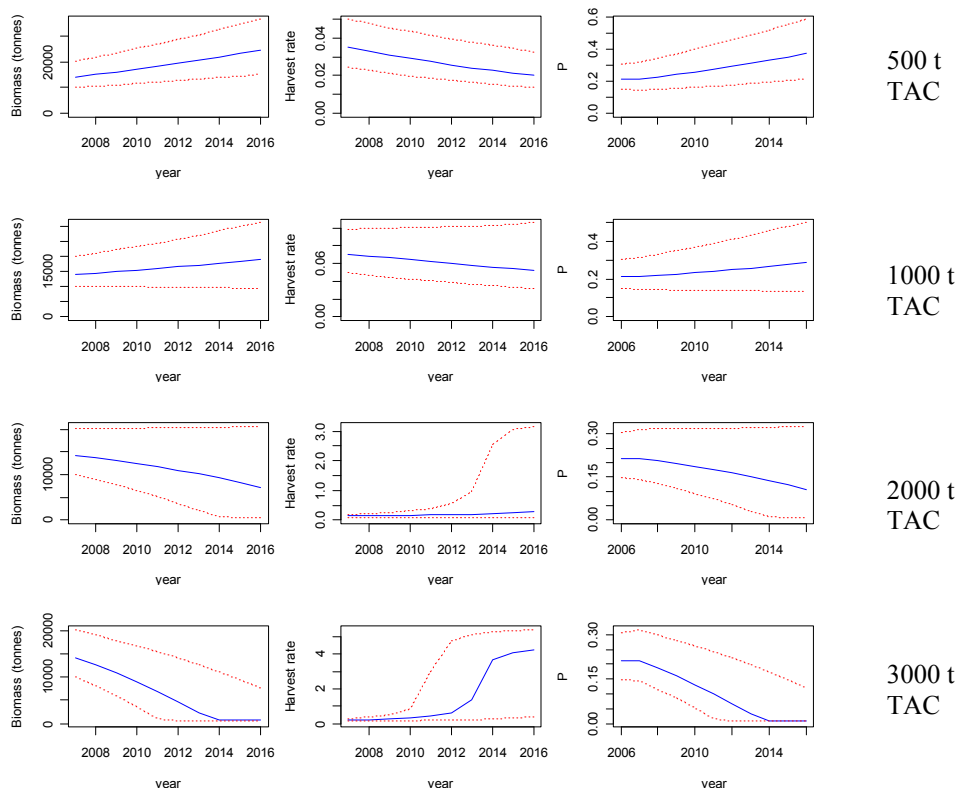 Biomass (tonnes)
0 20000
2008 2010 2012 2014 2016
year
Harvest rate
0.00 0.02 0.04
2008 2010 2012 2014 2016
year
P
0.0 0.2 0.4 0.6
2006 2010 2014
year
500 t
TAC
Biomass (tonnes)
0 15000
2008 2010 2012 2014 2016
year
Harvest rate
0.00 0.06
2008 2010 2012 2014 2016
year
P
0.0 0.2 0.4
2006 2010 2014
year
1000 t
TAC
Biomass (tonnes)
0 10000
2008 2010 2012 2014 2016
year
Harvest rate
0.0 1.0 2.0 3.0
2008 2010 2012 2014 2016
year
P
0.00 0.15 0.30
2006 2010 2014
year
2000 t
TAC
Biomass (tonnes)
0 10000 20000
2008 2010 2012 2014 2016
year
Harvest rate
0 2 4
2008 2010 2012 2014 2016
year
P
0.00 0.15 0.30
2006 2010 2014
year
3000 t
TAC